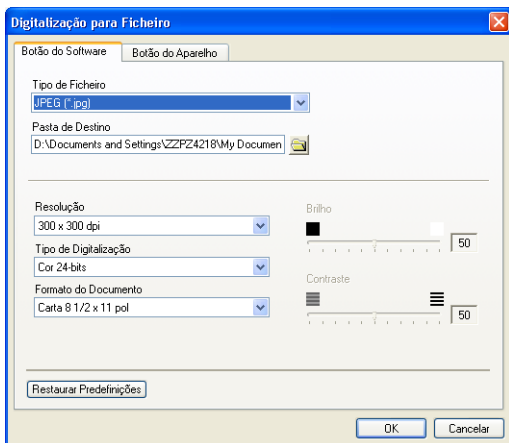 Digitalização para Ficheiro
Botão do Software
Botão do Aparelho
Tipo de Ficheiro
JPEG (*.jpg)
Pasta de Destino
D:\Documents and Settings\ZZPZ4218\My Documen
Resolução
300 x 300 dpi
Tipo de Digitalização
Cor 24-bits
Formato do Documento
Carta 8 1/2 x 11 pol
Brilho
50
Contraste
50
Restaurar Predefinições
OK
Cancelar